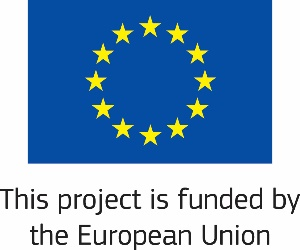 This project is funded by
the European Union